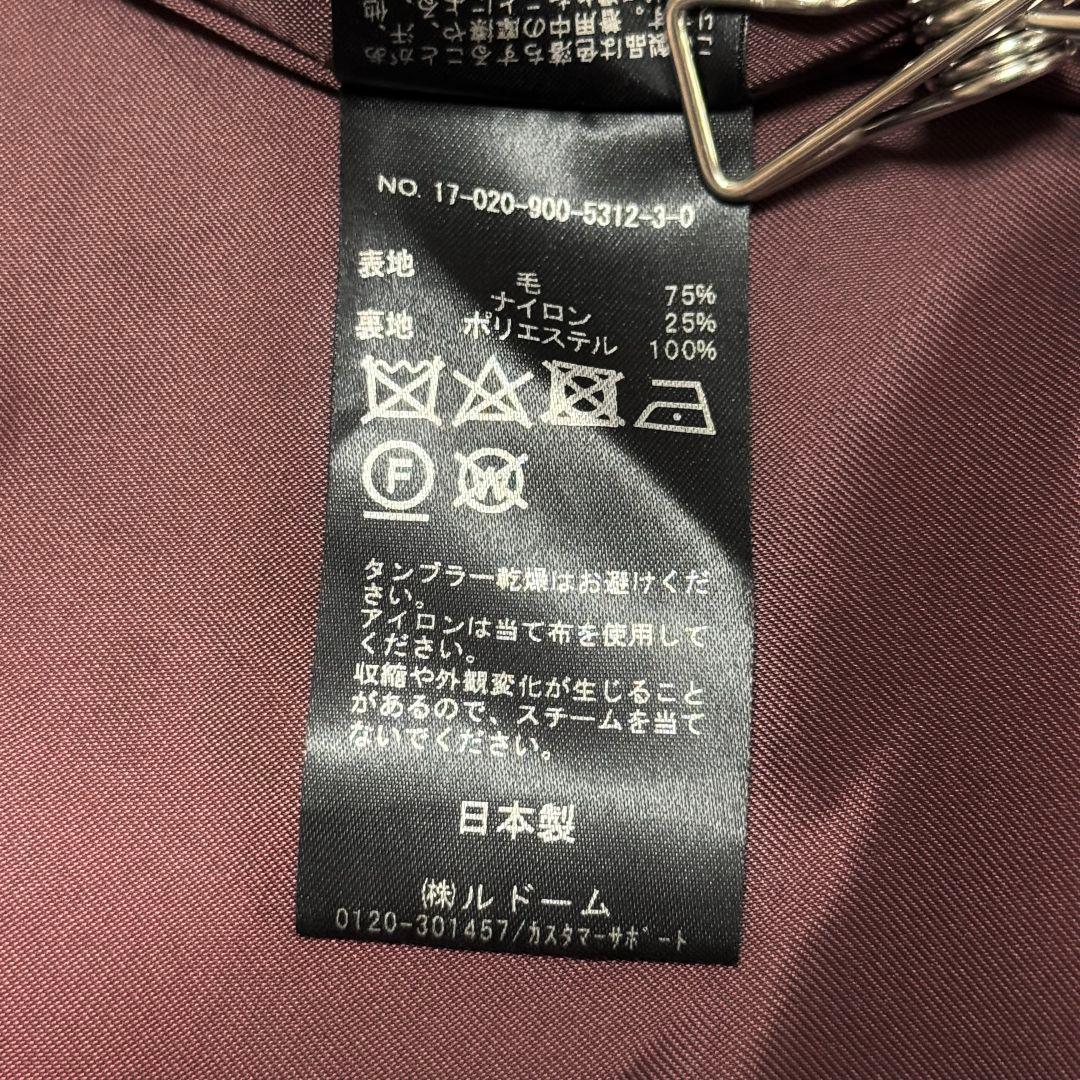 NO. 17-020-900-5312-3-0
表地
毛 75%
ナイロン 25%
裏地 ポリエステル 100%
F W
タンブラー乾燥はお避けくだ
さい。
アイロンは当て布を使用して
ください。
収縮や外観変化が生じること
があるので、スチームを当て
ないでください。
日本製
(株)ルドーム
0120-301457/カスタマーサポート